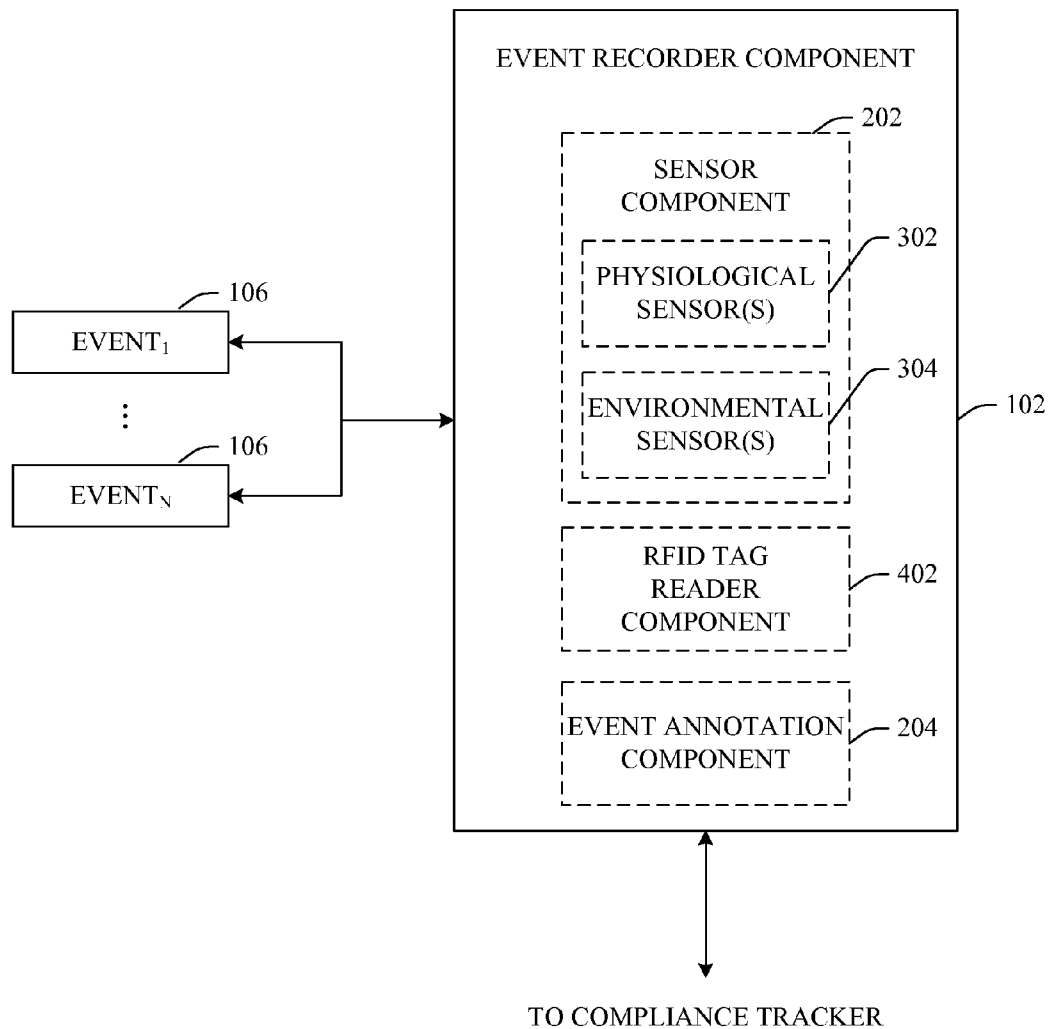 EVENT RECORDER COMPONENT
202
SENSOR
COMPONENT
302
PHYSIOLOGICAL
SENSOR(S)
304
ENVIRONMENTAL
SENSOR(S)
102
106
EVENT₁
...
106
EVENT_N
RFID TAG
READER
COMPONENT
402
EVENT ANNOTATION
COMPONENT
204
TO COMPLIANCE TRACKER